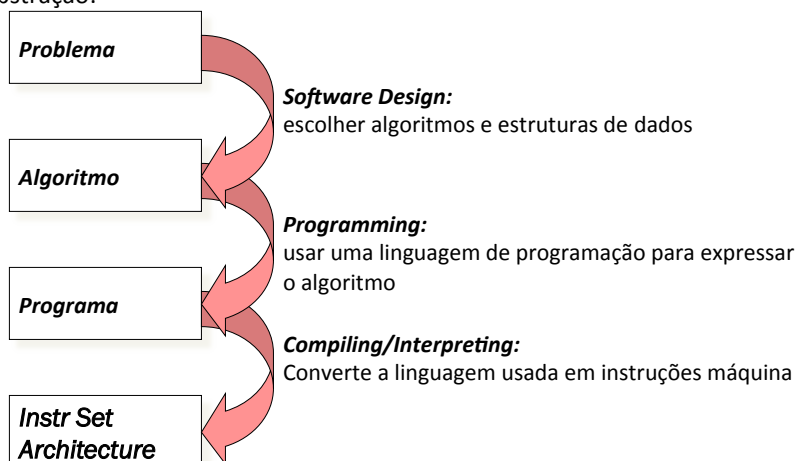 Problema
Software Design:
escolher algoritmos e estruturas de dados
Algoritmo
Programming:
usar uma linguagem de programação para expressar
o algoritmo
Programa
Compiling/Interpreting:
Converte a linguagem usada em instruções máquina
Instr Set
Architecture